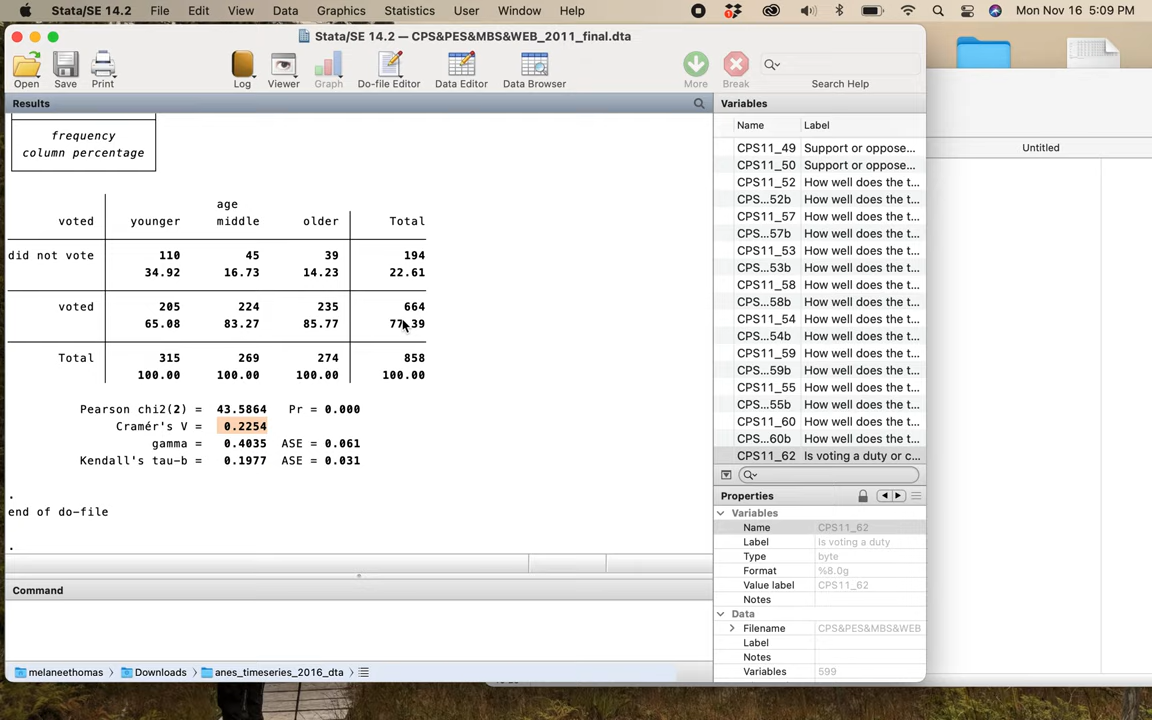 Stata/SE 14.2 File Edit View Data Graphics Statistics User Window Help Mon Nov 16 5:09 PM
Stata/SE 14.2 — CPS&PES&MBS&WEB_2011_final.dta
Open Save Print Log Viewer Graph Do-file Editor Data Editor Data Browser More Break Search Help
Results
Variables
Name Label
Untitled
frequency
column percentage
age
voted younger middle older Total
did not vote 110 45 39 194
34.92 16.73 14.23 22.61
voted 205 224 235 664
65.08 83.27 85.77 77.39
Total 315 269 274 858
100.00 100.00 100.00 100.00
Pearson chi2(2) = 43.5864 Pr = 0.000
Cramér's V = 0.2254
gamma = 0.4035 ASE = 0.061
Kendall's tau-b = 0.1977 ASE = 0.031
.
end of do-file
.
Command
melaneethomas Downloads anes_timeseries_2016_dta
CPS11_49 Support or oppose...
CPS11_50 Support or oppose...
CPS11_52 How well does the t...
CPS...52b How well does the t...
CPS11_57 How well does the t...
CPS...57b How well does the t...
CPS11_53 How well does the t...
CPS...53b How well does the t...
CPS11_58 How well does the t...
CPS...58b How well does the t...
CPS11_54 How well does the t...
CPS...54b How well does the t...
CPS11_59 How well does the t...
CPS...59b How well does the t...
CPS11_55 How well does the t...
CPS...55b How well does the t...
CPS11_60 How well does the t...
CPS...60b How well does the t...
CPS11_62 Is voting a duty or c...
Properties
Variables
Name CPS11_62
Label Is voting a duty
Type byte
Format %8.0g
Value label CPS11_62
Notes
Data
Filename CPS&PES&MBS&WEB
Label
Notes
Variables 599